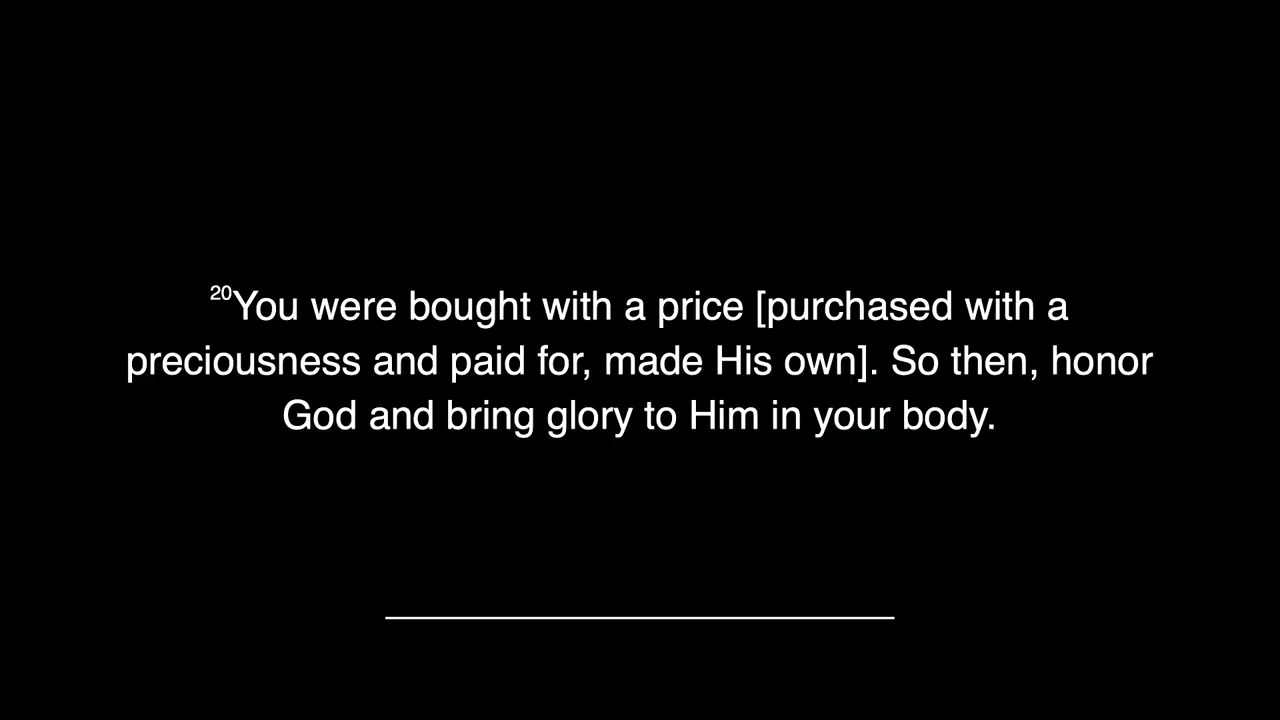 20You were bought with a price [purchased with a
preciousness and paid for, made His own]. So then, honor
God and bring glory to Him in your body.